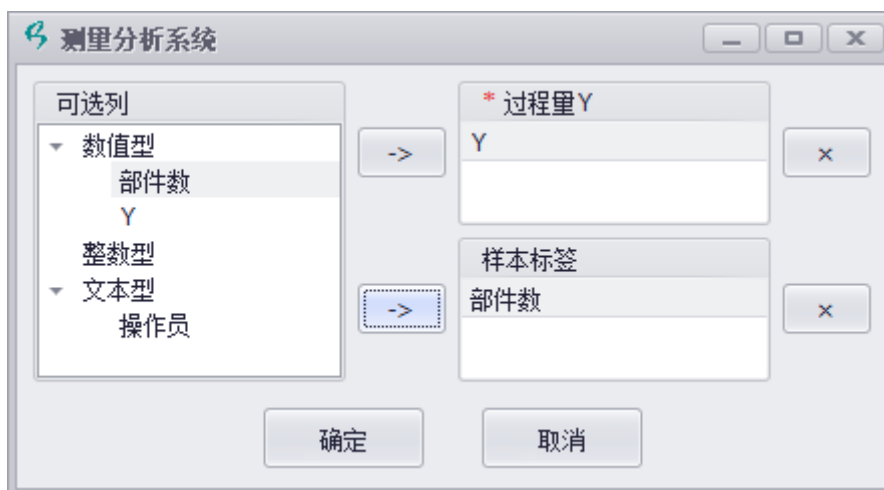 测量分析系统
可选列
数值型
部件数
Y
整数型
文本型
操作员
->
* 过程量Y
Y
×
->
样本标签
部件数
×
确定
取消